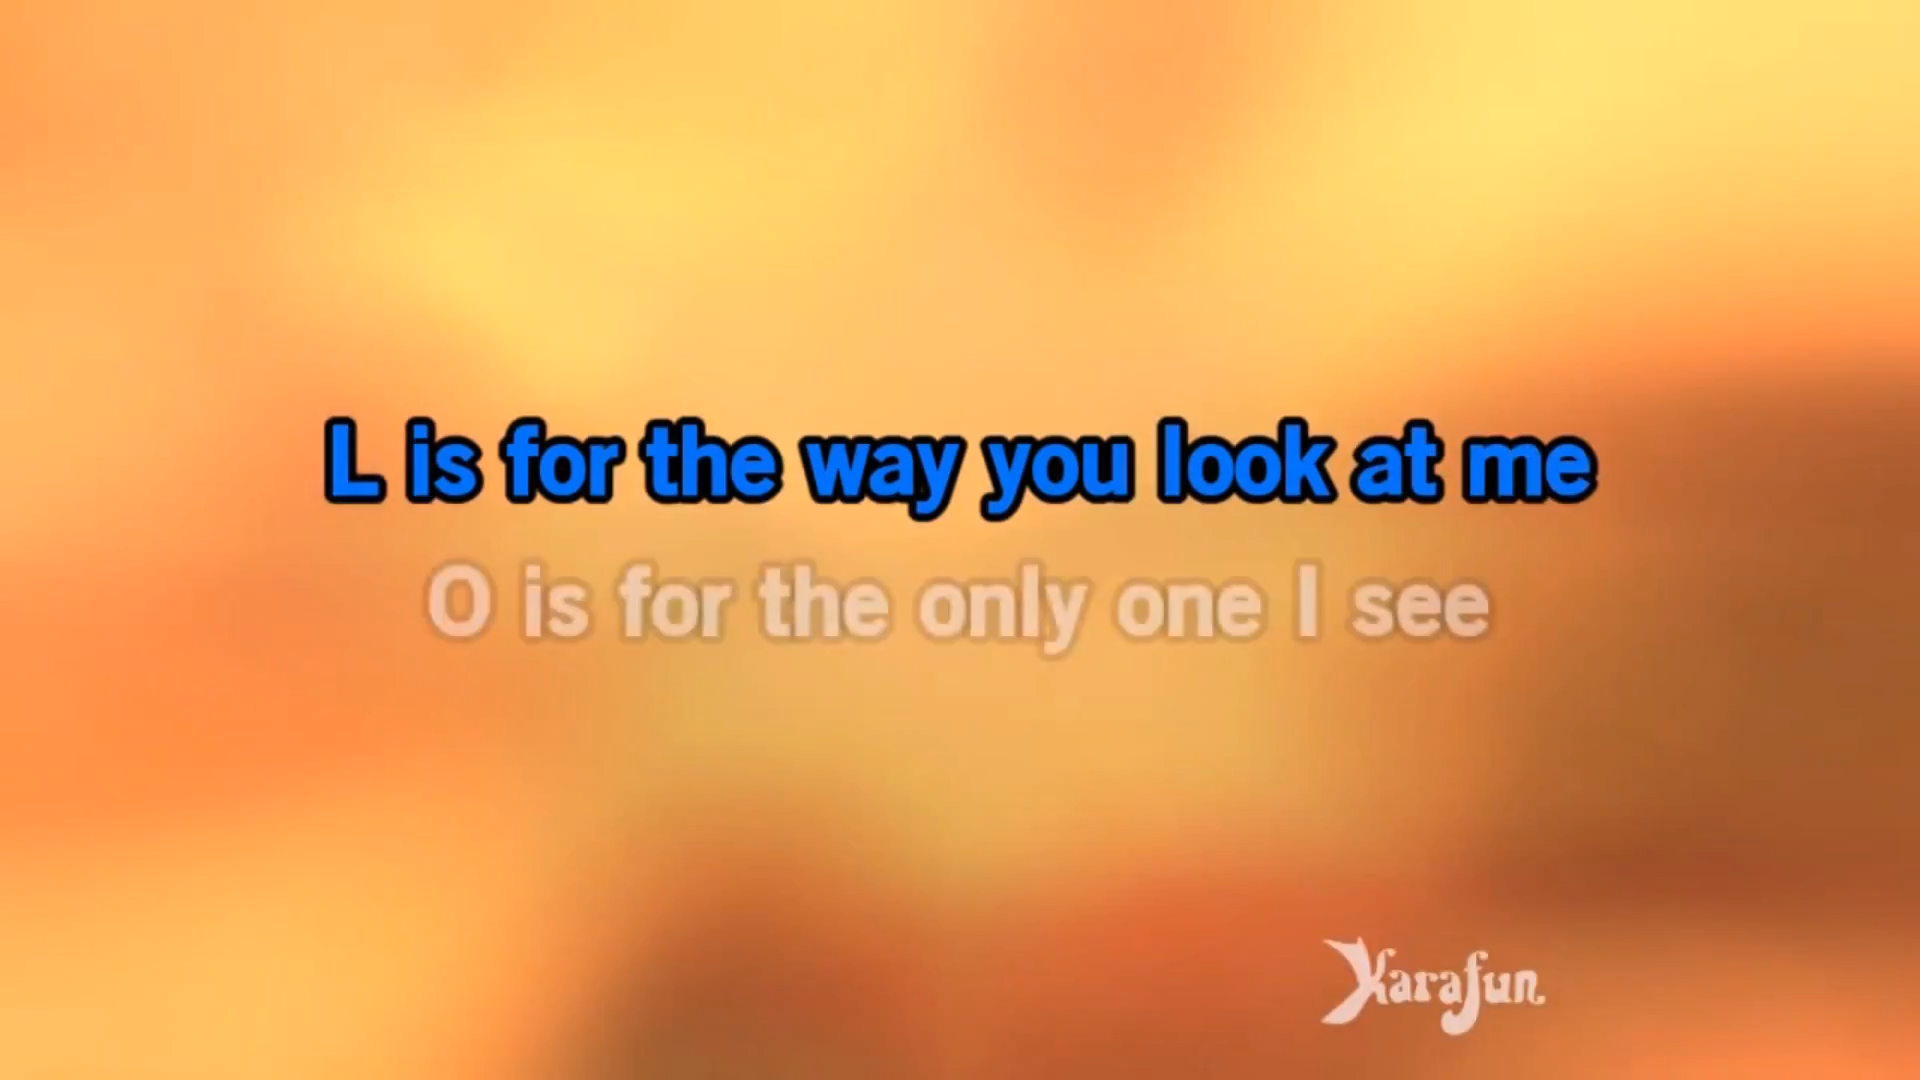 L is for the way you look at me
O is for the only one I see
Karafun